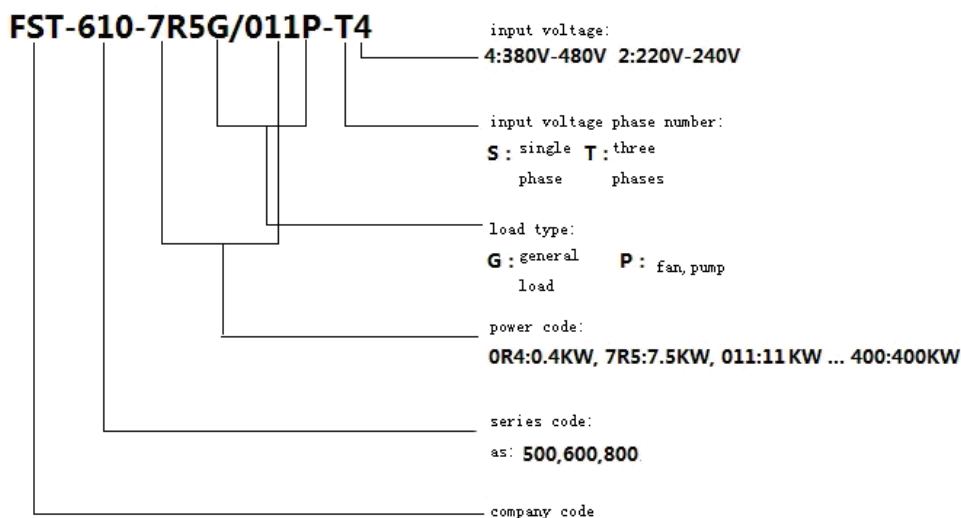 FST-610-7R5G/011P-T4
input voltage:
4:380V-480V 2:220V-240V
input voltage phase number:
S: single phase T: three phases
load type:
G: general load P: fan, pump
power code:
0R4:0.4KW, 7R5:7.5KW, 011:11KW ... 400:400KW
series code:
as: 500,600,800
company code